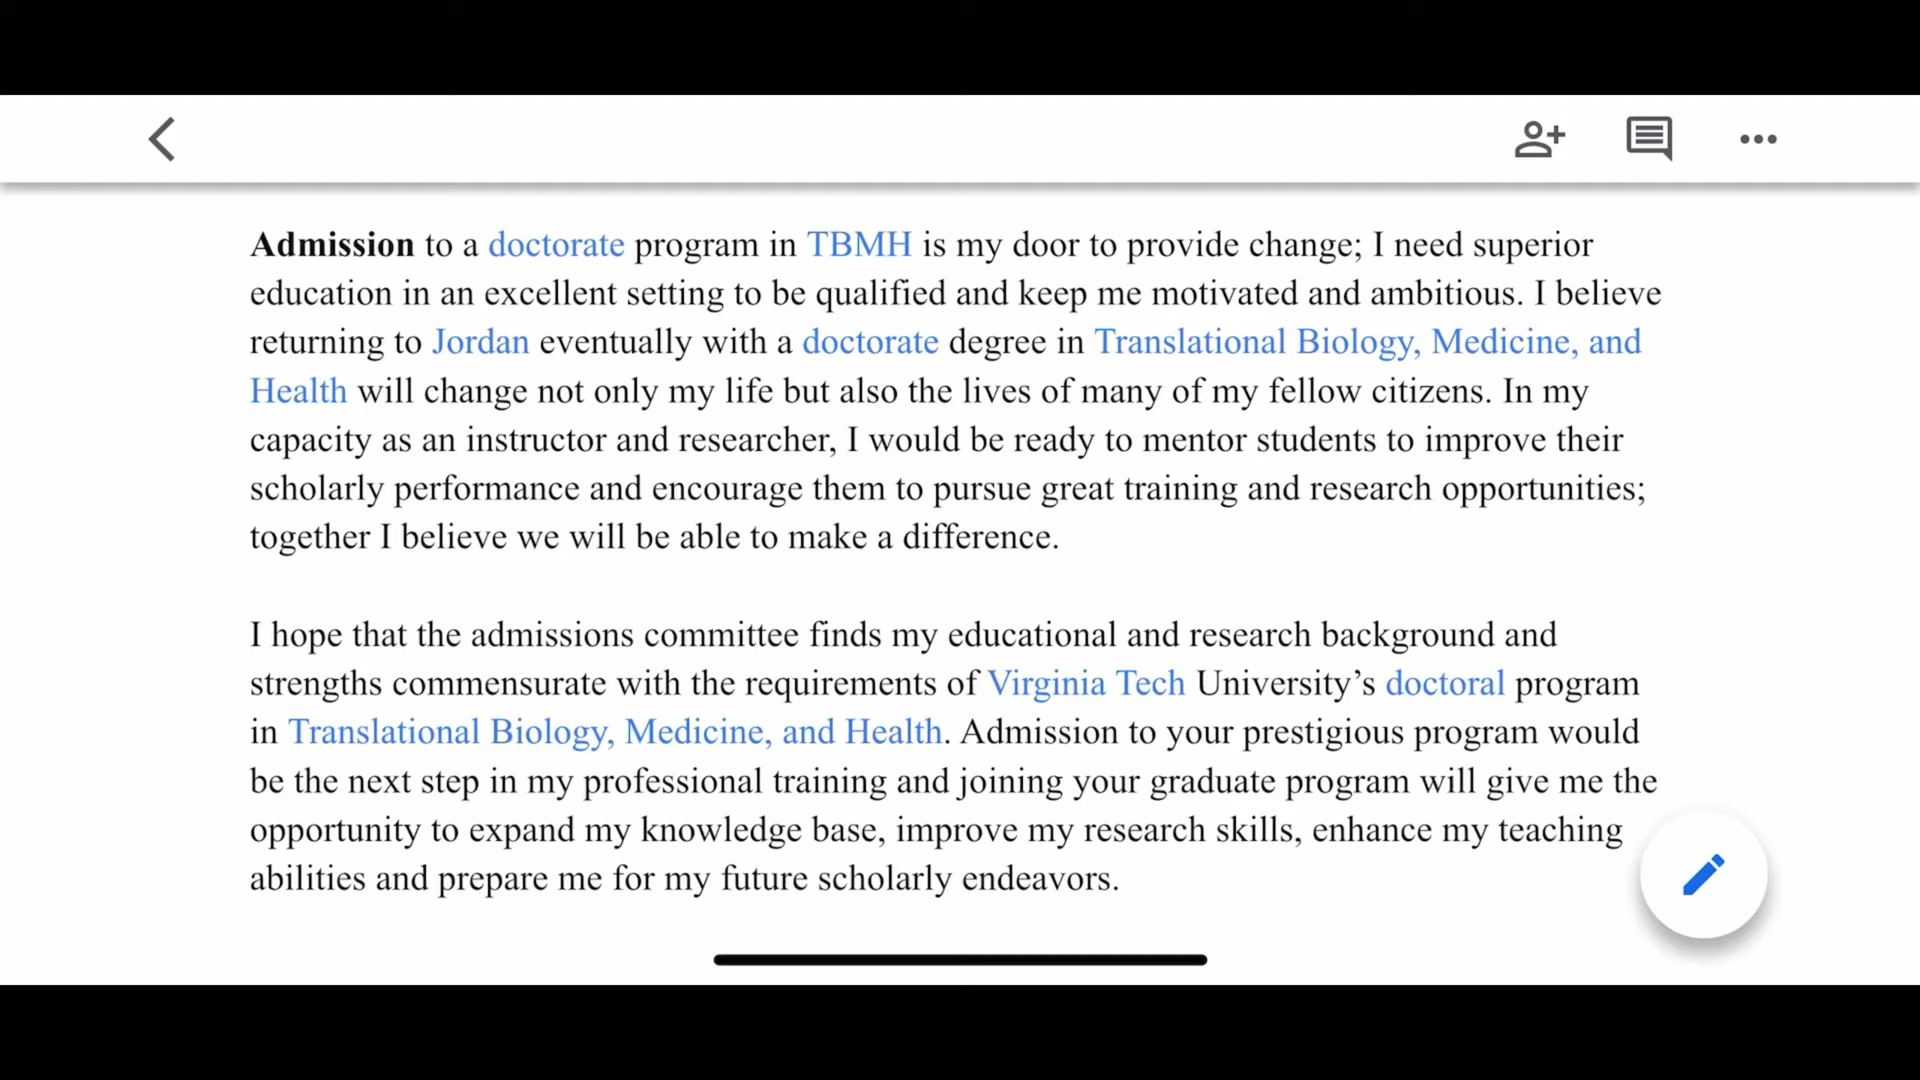 Admission to a doctorate program in TBMH is my door to provide change; I need superior
education in an excellent setting to be qualified and keep me motivated and ambitious. I believe
returning to Jordan eventually with a doctorate degree in Translational Biology, Medicine, and
Health will change not only my life but also the lives of many of my fellow citizens. In my
capacity as an instructor and researcher, I would be ready to mentor students to improve their
scholarly performance and encourage them to pursue great training and research opportunities;
together I believe we will be able to make a difference.
I hope that the admissions committee finds my educational and research background and
strengths commensurate with the requirements of Virginia Tech University’s doctoral program
in Translational Biology, Medicine, and Health. Admission to your prestigious program would
be the next step in my professional training and joining your graduate program will give me the
opportunity to expand my knowledge base, improve my research skills, enhance my teaching
abilities and prepare me for my future scholarly endeavors.